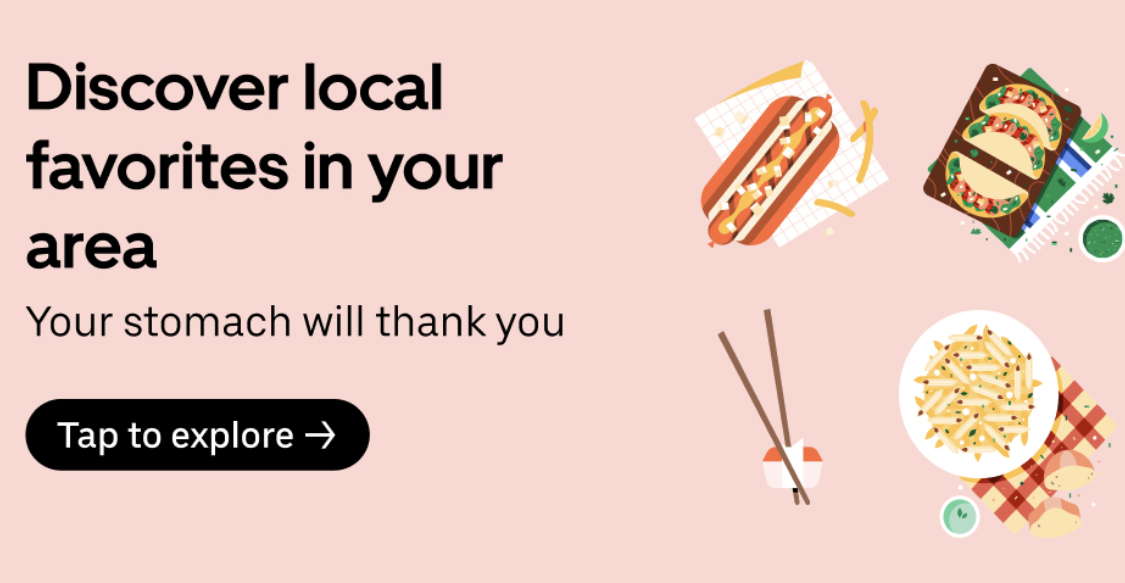 Discover local
favorites in your
area
Your stomach will thank you
Tap to explore →